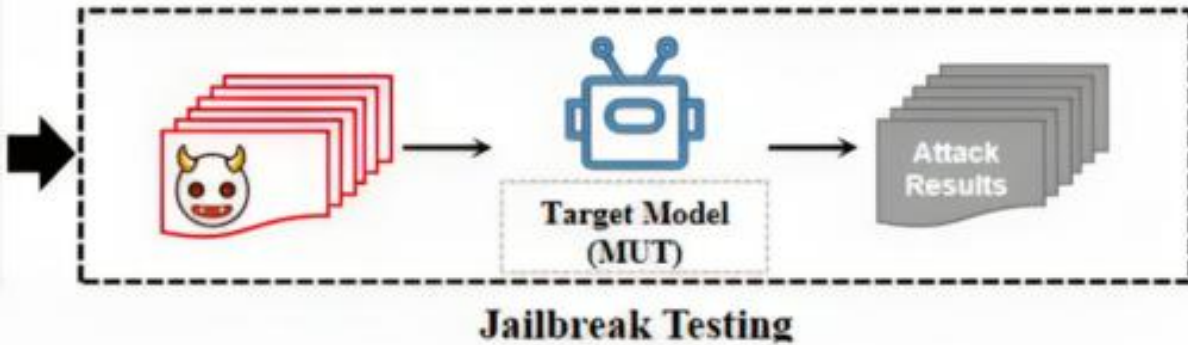 Attack
Results
Target Model
(MUT)
Jailbreak Testing